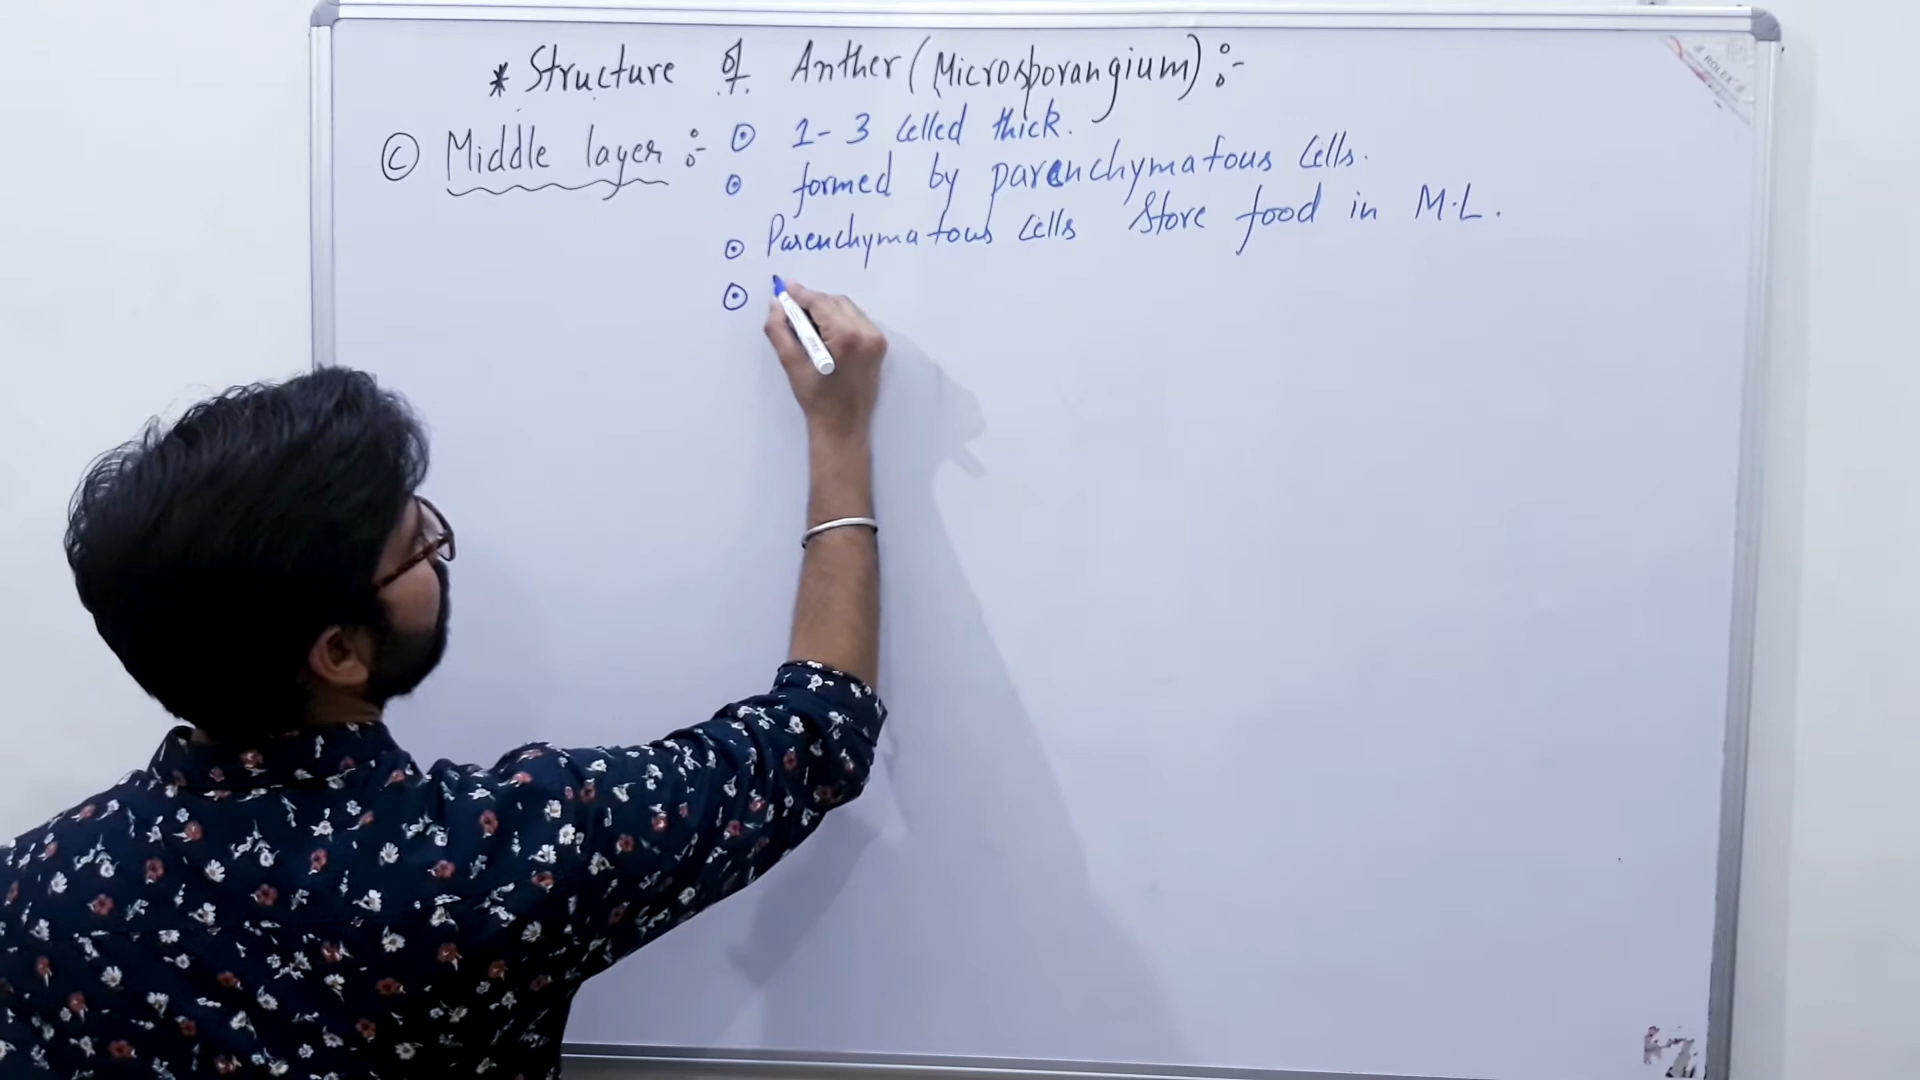 * Structure of Anther (Microsporangium) :-
© Middle layer :- ⊙ 1-3 Celled thick.
⊙ formed by parenchymatous Cells.
⊙ Parenchymatous Cells Store food in M.L.
⊙
ROLEX